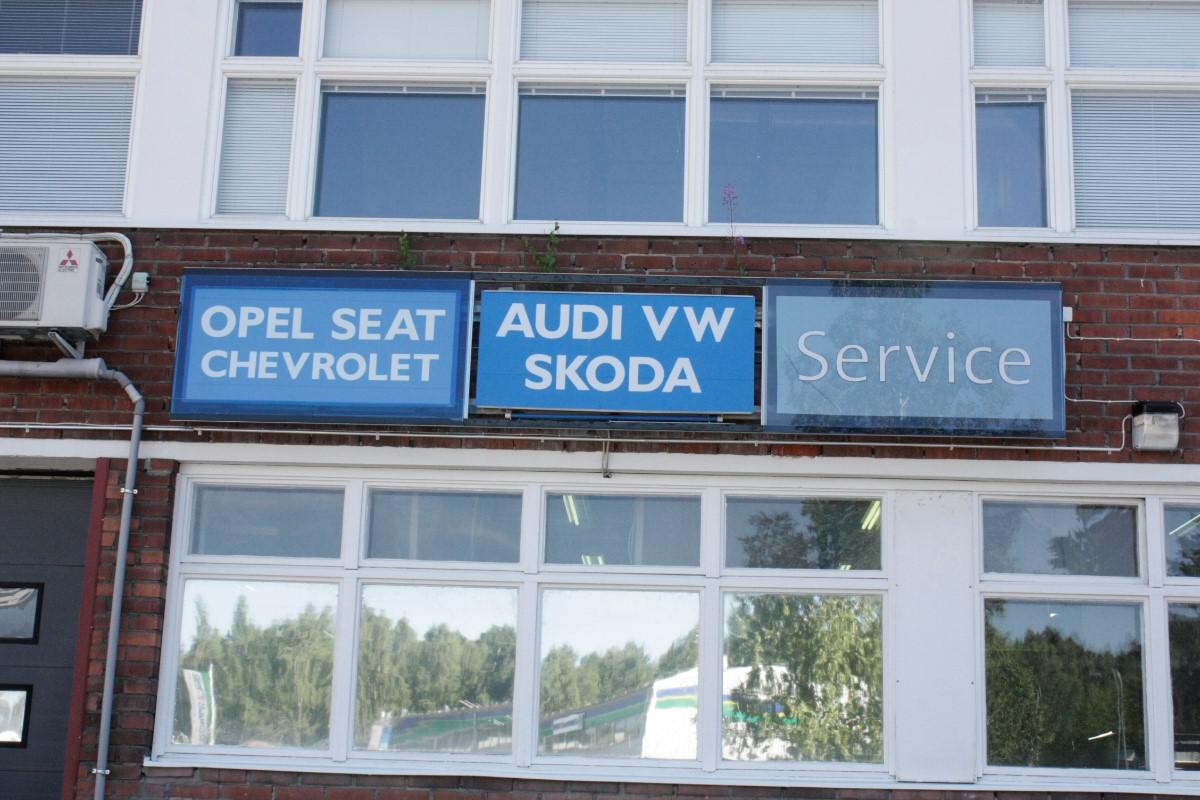 OPEL SEAT
CHEVROLET
AUDI VW
SKODA
Service